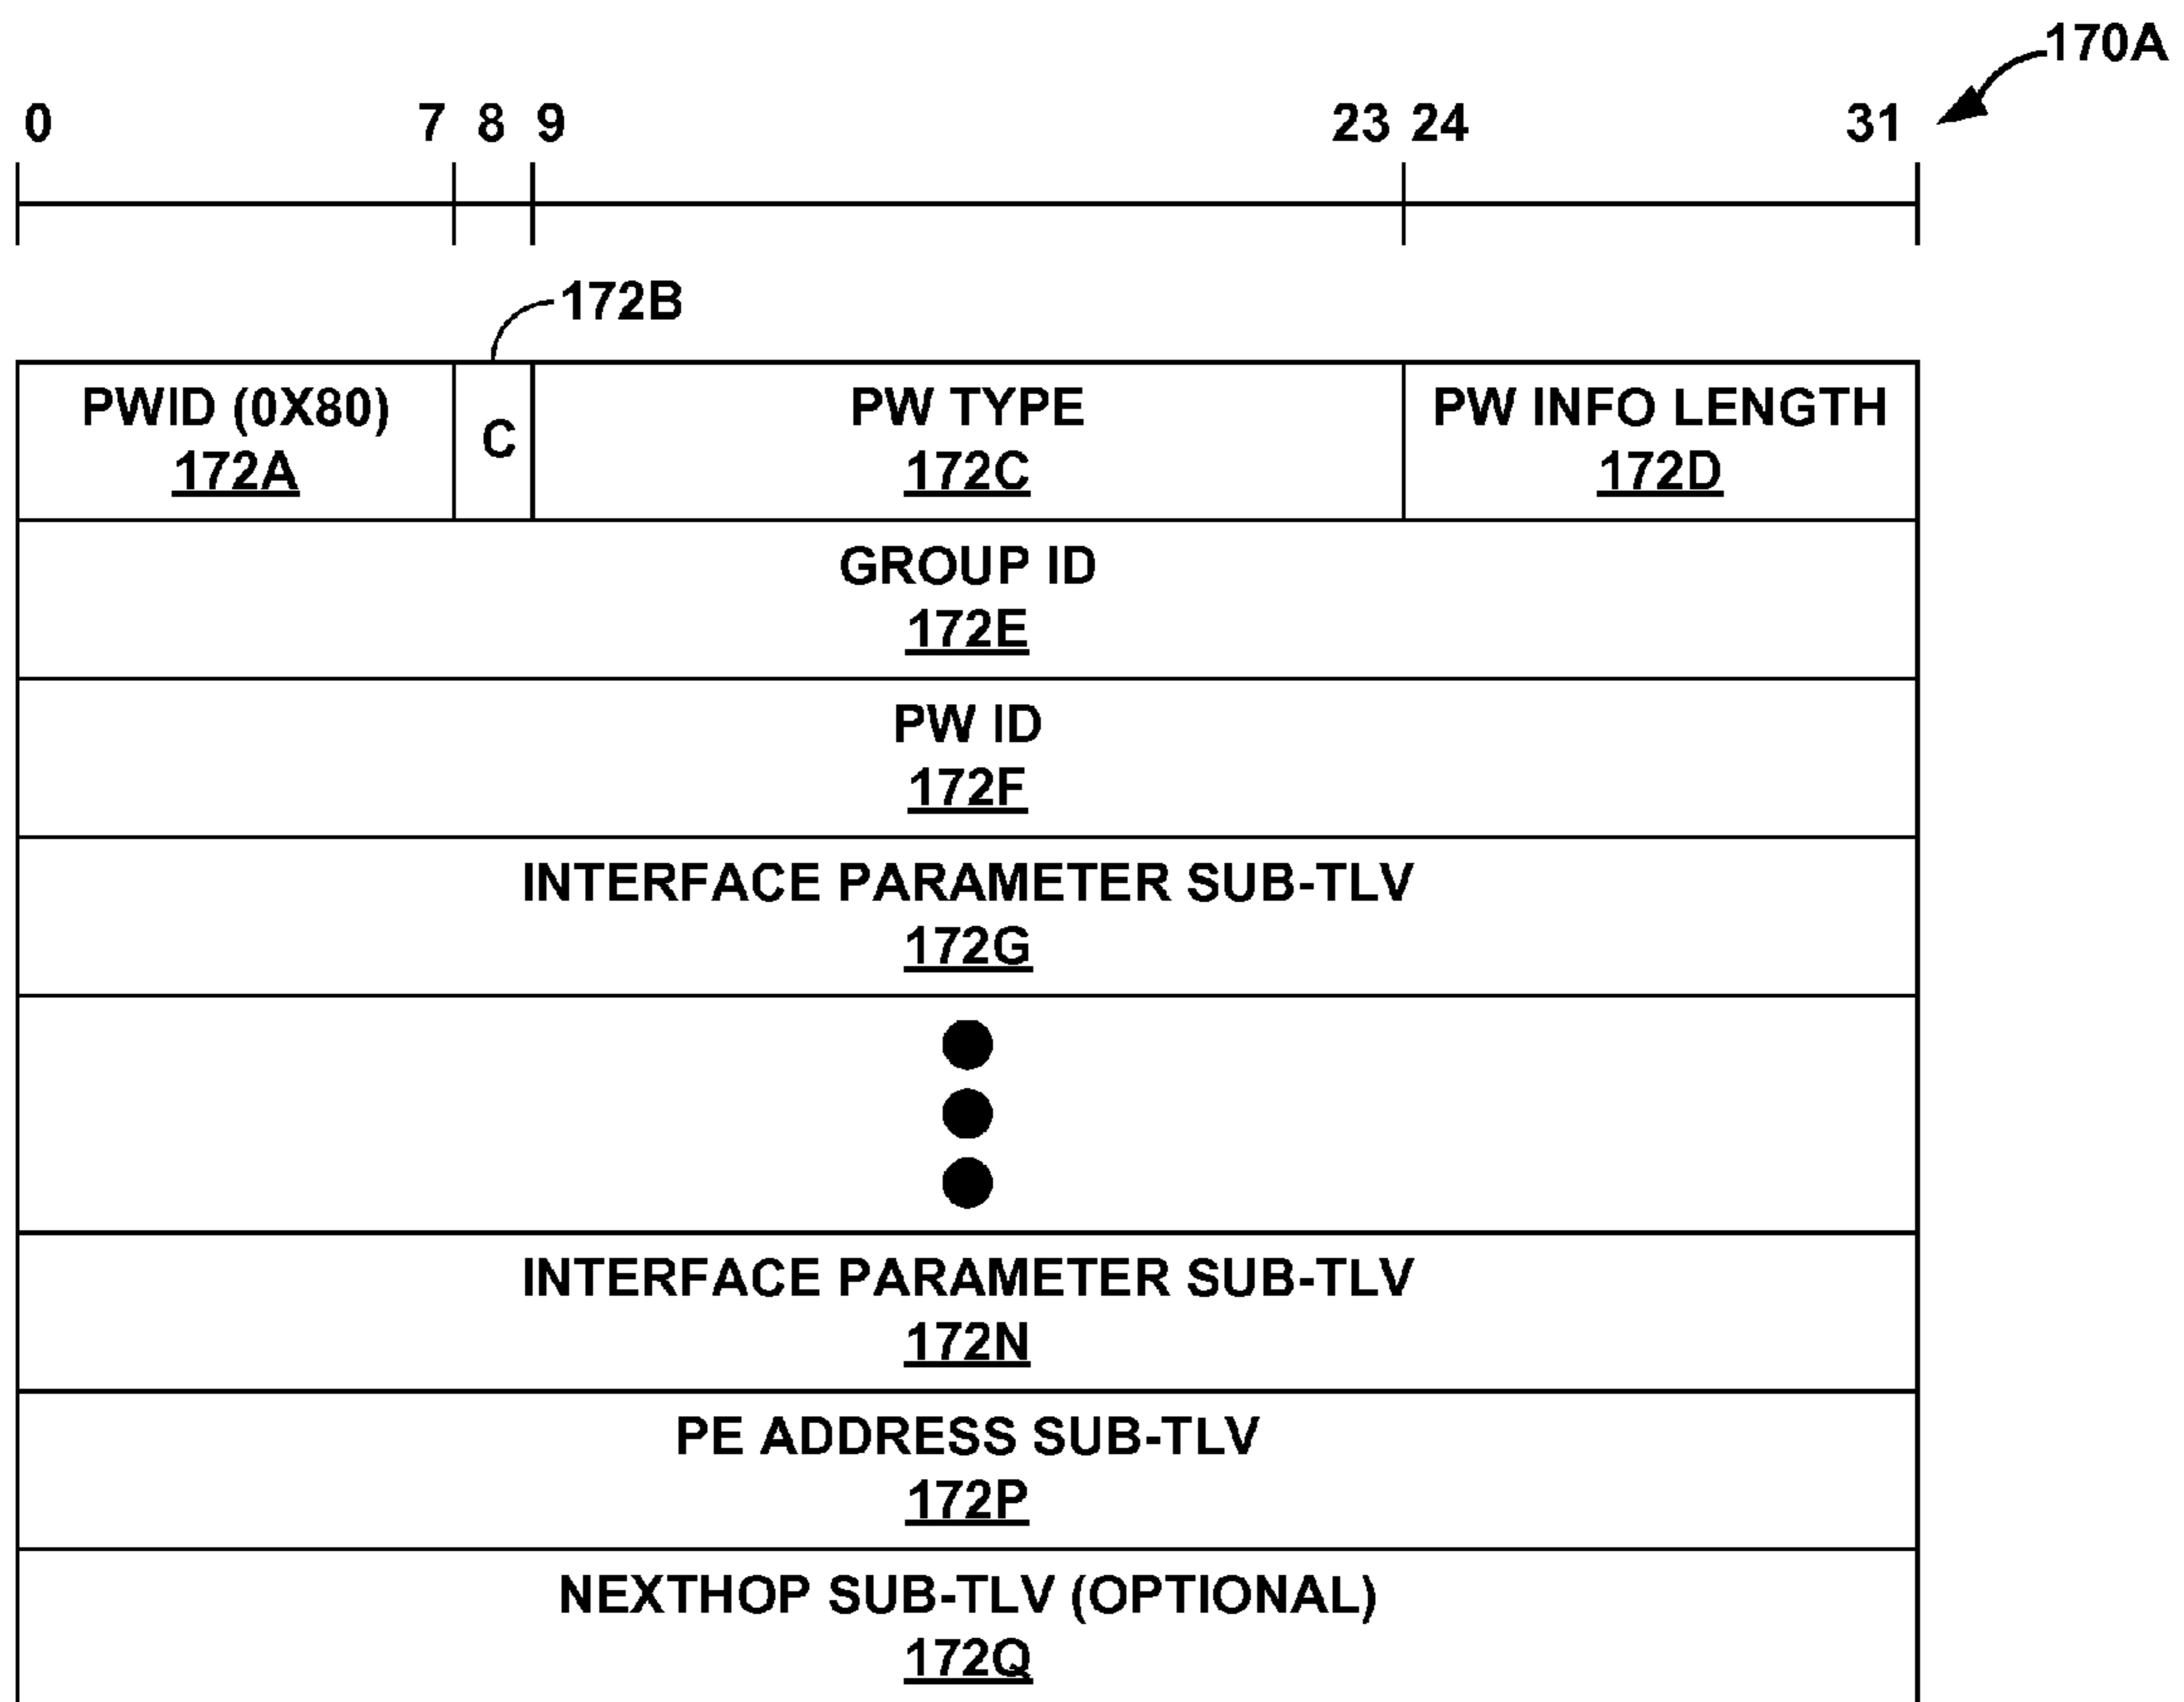 170A
0 7 8 9 23 24 31
172B
PWID (0X80) C PW TYPE PW INFO LENGTH
172A 172C 172D
GROUP ID
172E
PW ID
172F
INTERFACE PARAMETER SUB-TLV
172G
INTERFACE PARAMETER SUB-TLV
172N
PE ADDRESS SUB-TLV
172P
NEXTHOP SUB-TLV (OPTIONAL)
172Q